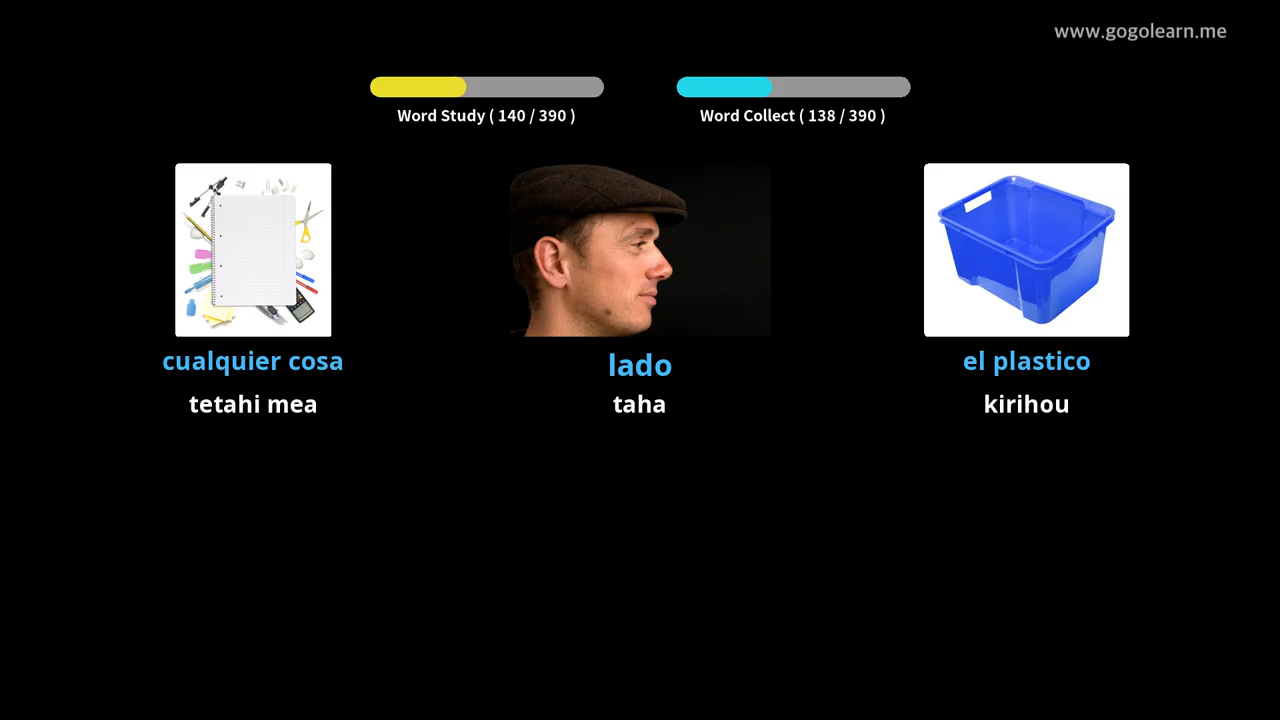 www.gogolearn.me
Word Study ( 140 / 390 )
Word Collect ( 138 / 390 )
cualquier cosa
lado
el plastico
tetahi mea
taha
kirihou